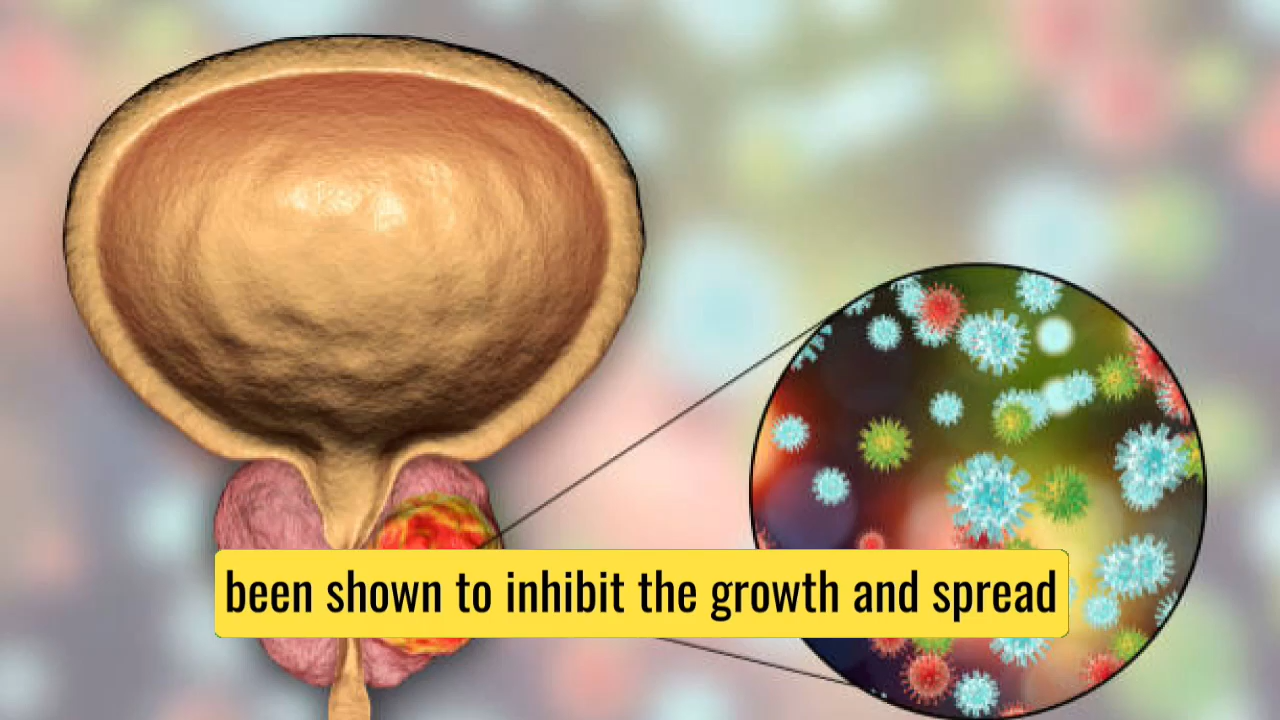 been shown to inhibit the growth and spread